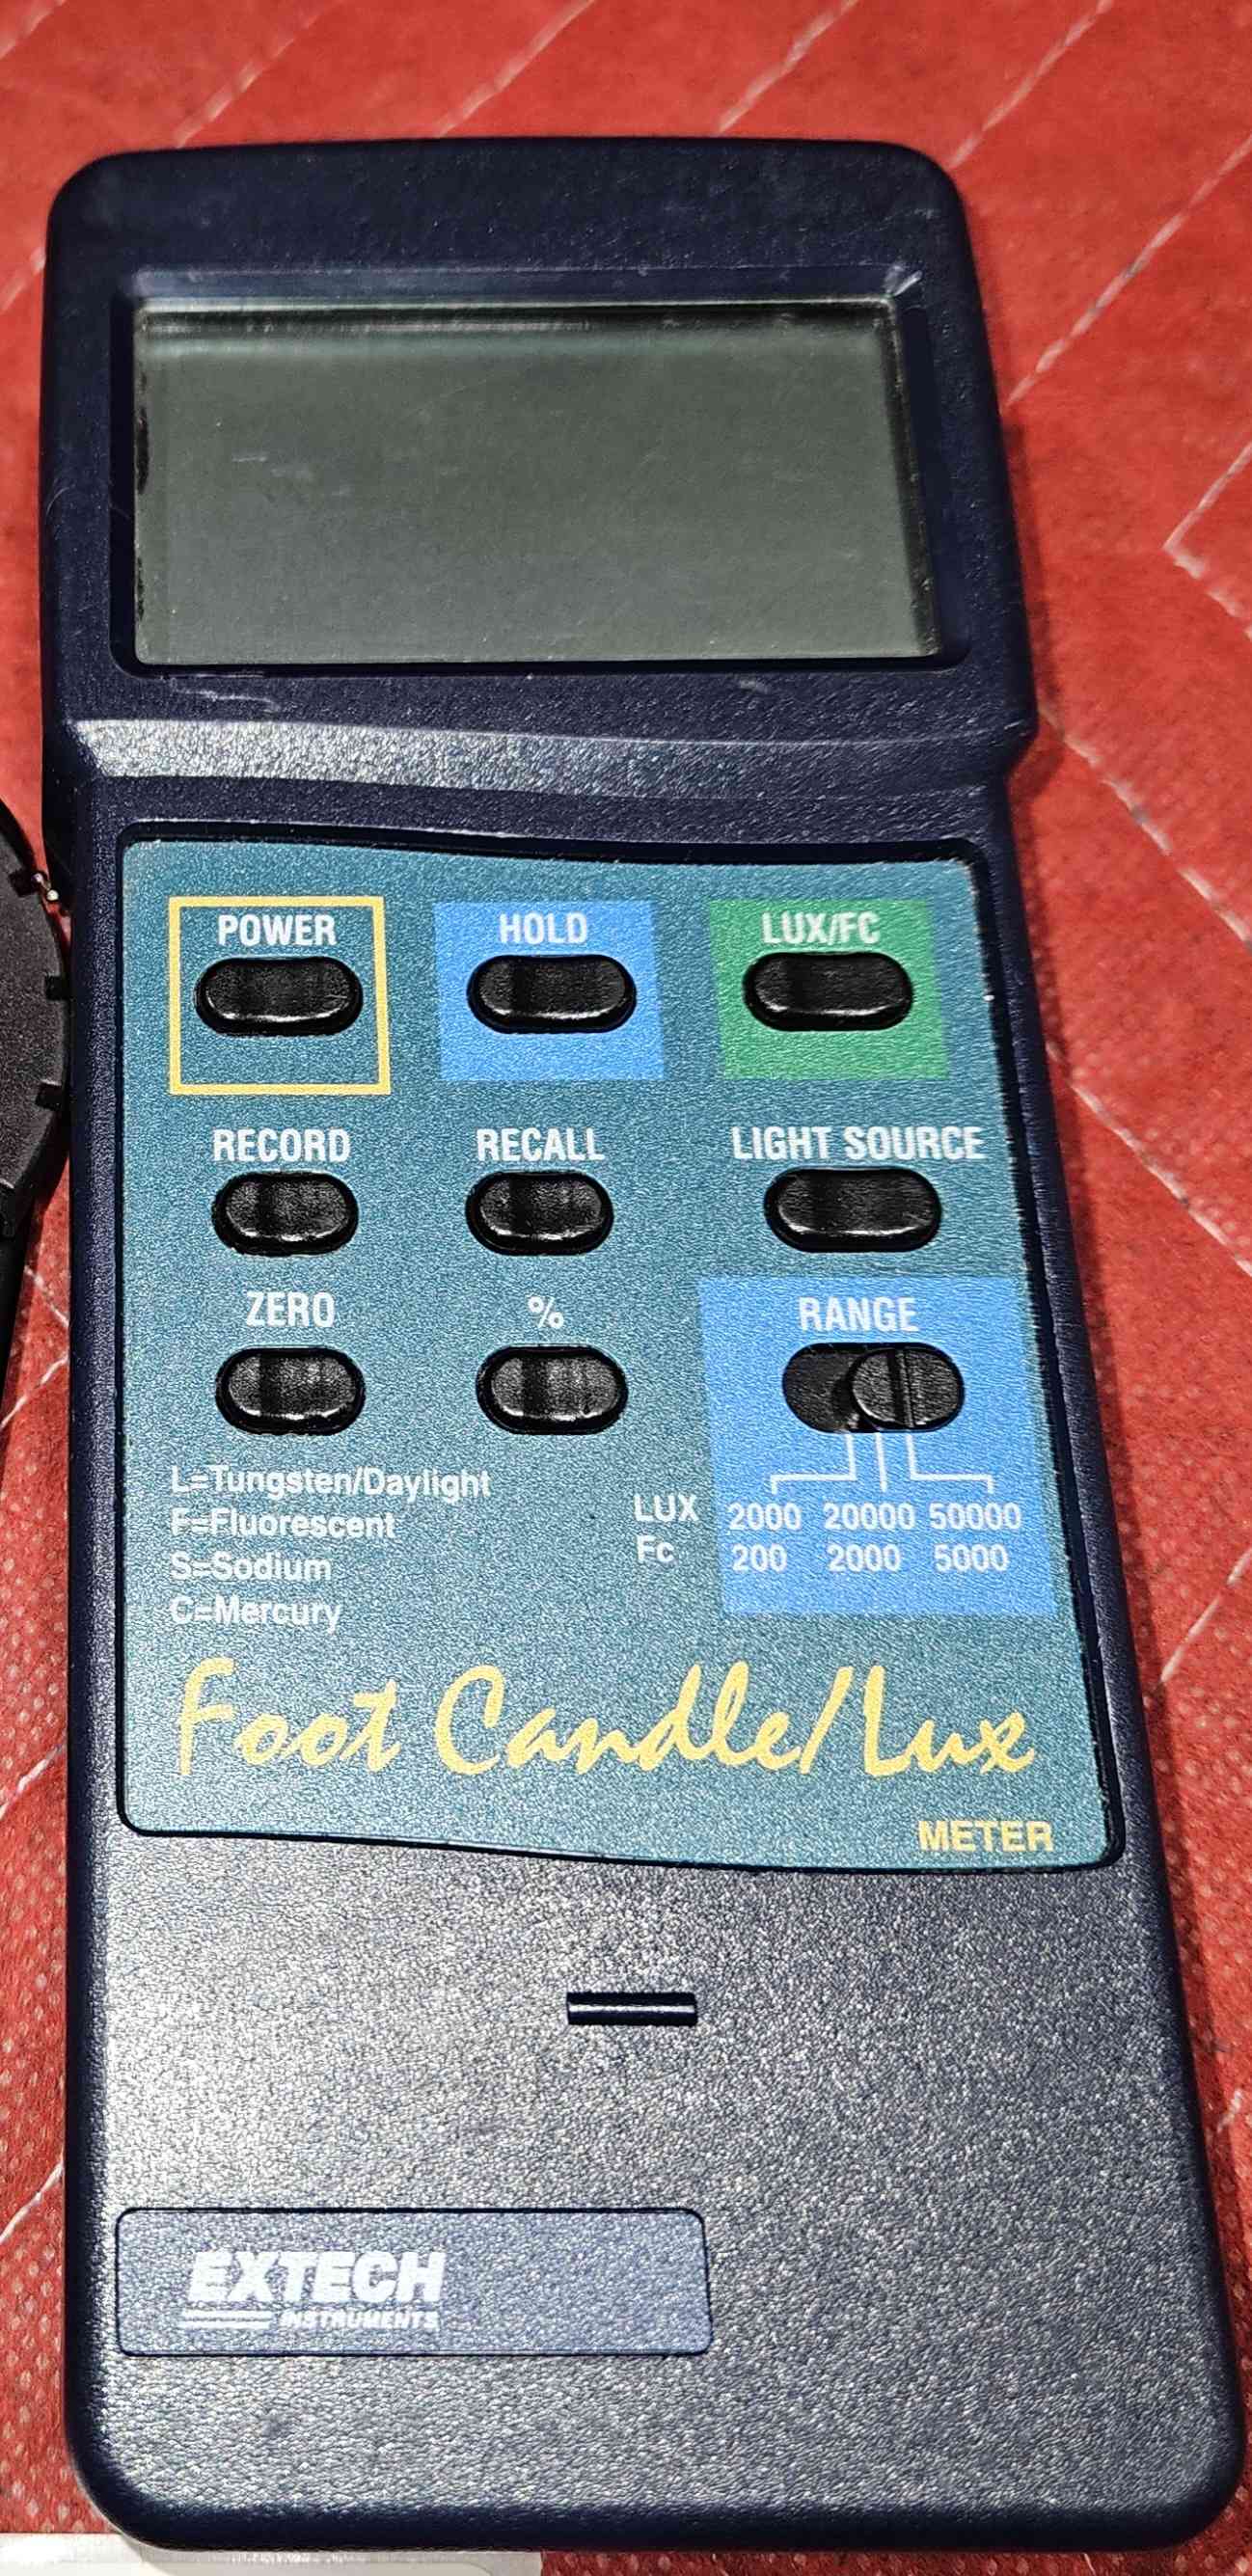 POWER HOLD LUX/FC
RECORD RECALL LIGHT SOURCE
ZERO % RANGE
L=Tungsten/Daylight
F=Fluorescent
S=Sodium
C=Mercury
LUX 2000 20000 50000
Fc 200 2000 5000
Foot Candle/Lux
METER
EXTECH
INSTRUMENTS